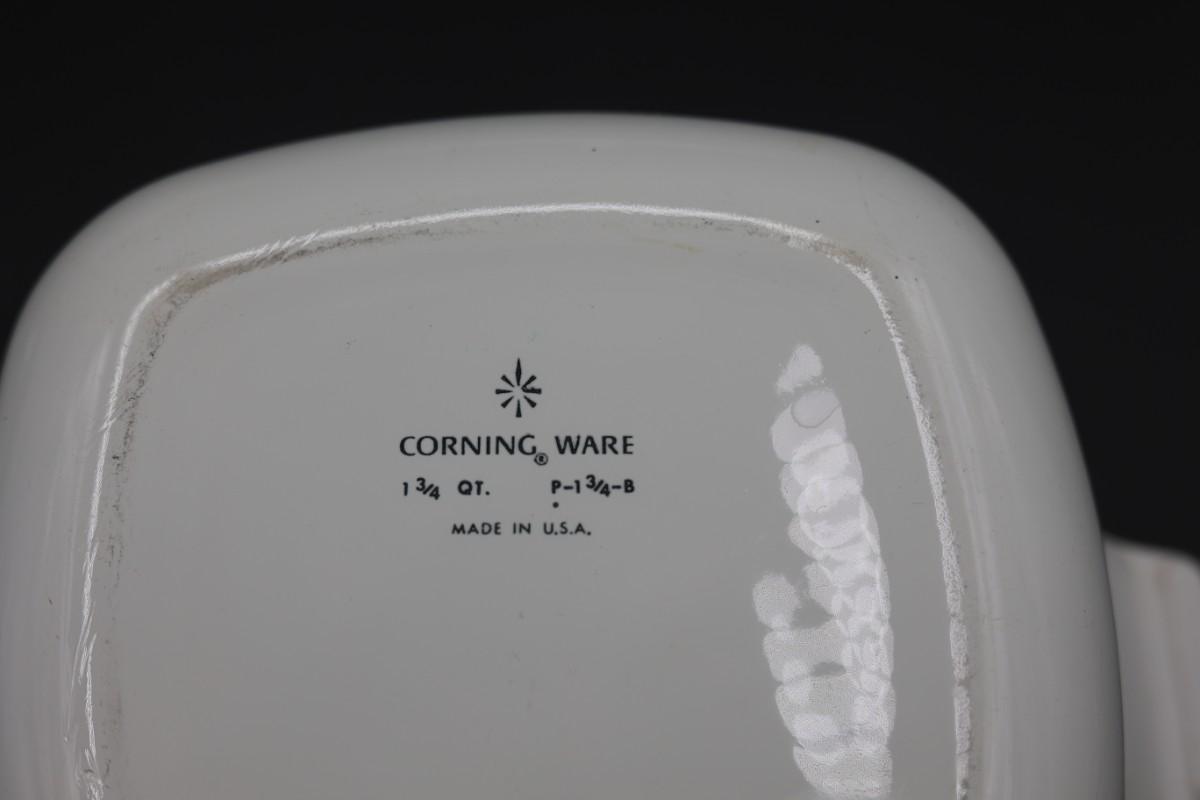 CORNING® WARE
1 3/4 QT. P-1 3/4-B
MADE IN U.S.A.